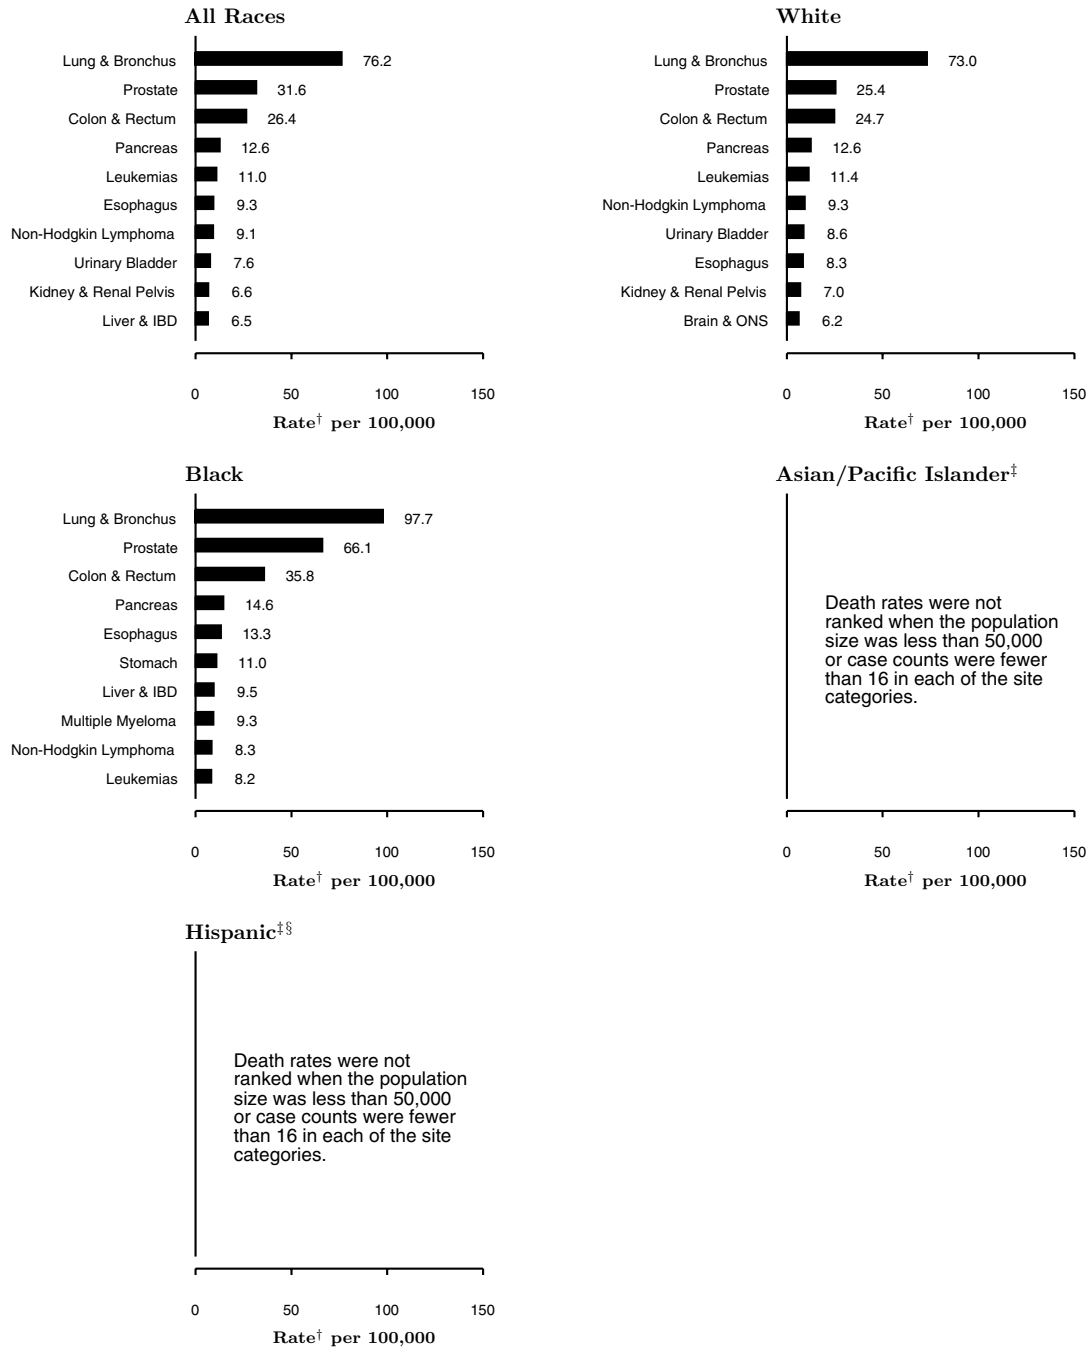 All Races
Lung & Bronchus 76.2
Prostate 31.6
Colon & Rectum 26.4
Pancreas 12.6
Leukemias 11.0
Esophagus 9.3
Non-Hodgkin Lymphoma 9.1
Urinary Bladder 7.6
Kidney & Renal Pelvis 6.6
Liver & IBD 6.5
0 50 100 150
Rate† per 100,000
White
Lung & Bronchus 73.0
Prostate 25.4
Colon & Rectum 24.7
Pancreas 12.6
Leukemias 11.4
Non-Hodgkin Lymphoma 9.3
Urinary Bladder 8.6
Esophagus 8.3
Kidney & Renal Pelvis 7.0
Brain & ONS 6.2
0 50 100 150
Rate† per 100,000
Black
Lung & Bronchus 97.7
Prostate 66.1
Colon & Rectum 35.8
Pancreas 14.6
Esophagus 13.3
Stomach 11.0
Liver & IBD 9.5
Multiple Myeloma 9.3
Non-Hodgkin Lymphoma 8.3
Leukemias 8.2
0 50 100 150
Rate† per 100,000
Asian/Pacific Islander‡
Death rates were not
ranked when the population
size was less than 50,000
or case counts were fewer
than 16 in each of the site
categories.
0 50 100 150
Rate† per 100,000
Hispanic‡§
Death rates were not
ranked when the population
size was less than 50,000
or case counts were fewer
than 16 in each of the site
categories.
0 50 100 150
Rate† per 100,000